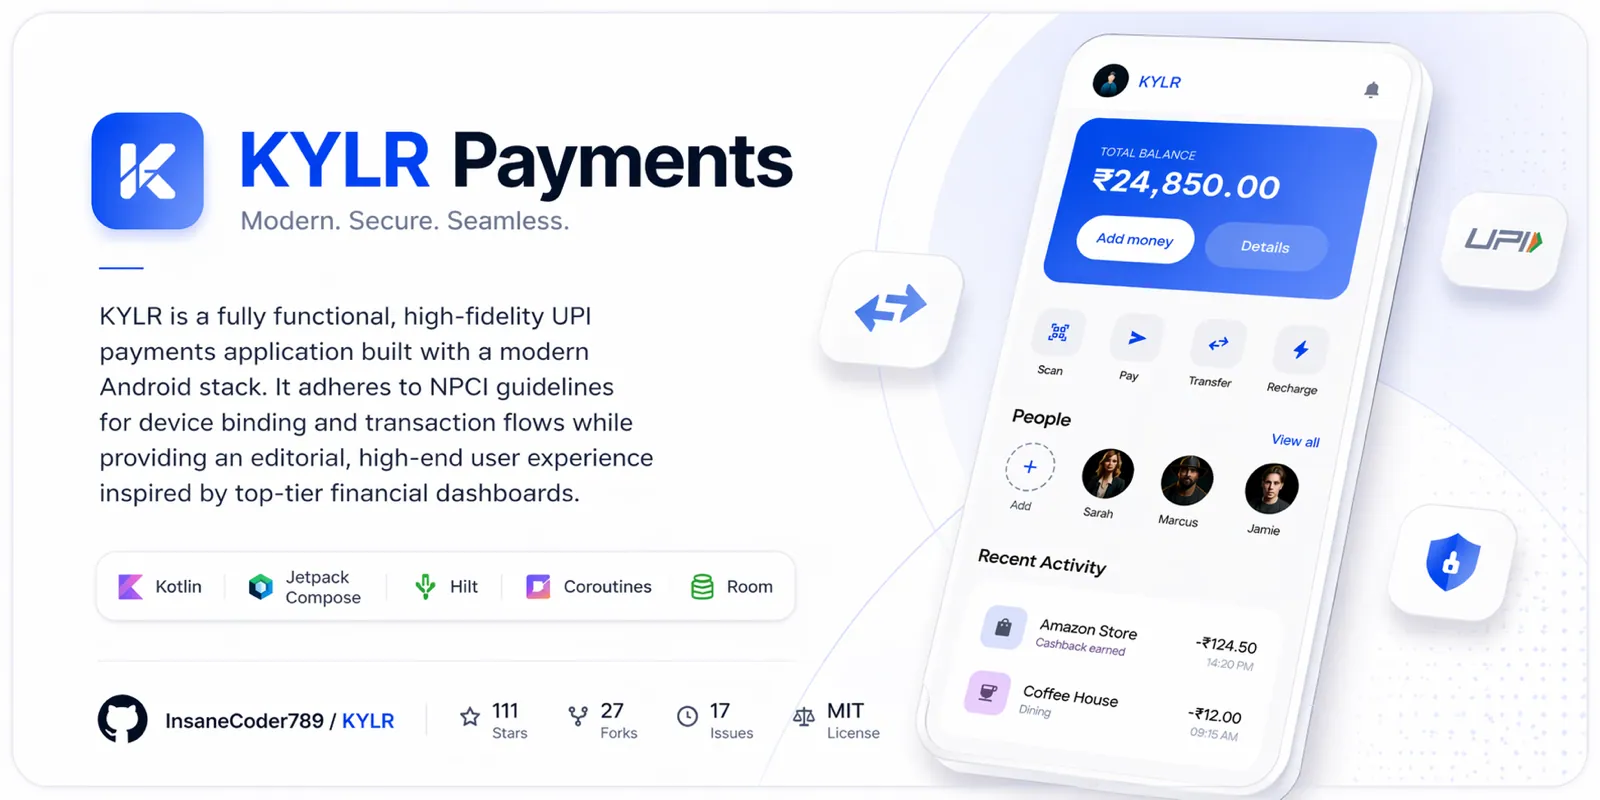 KYLR Payments
Modern. Secure. Seamless.
KYLR is a fully functional, high-fidelity UPI
payments application built with a modern
Android stack. It adheres to NPCI guidelines
for device binding and transaction flows while
providing an editorial, high-end user experience
inspired by top-tier financial dashboards.
Kotlin
Jetpack
Compose
Hilt
Coroutines
Room
InsaneCoder789 / KYLR
111
Stars
27
Forks
17
Issues
MIT
License
KYLR
TOTAL BALANCE
₹24,850.00
Add money
Details
Scan
Pay
Transfer
Recharge
People
View all
Add
Sarah
Marcus
Jamie
Recent Activity
Amazon Store
Cashback earned
-₹124.50
14:20 PM
Coffee House
Dining
-₹12.00
09:15 AM
UPI